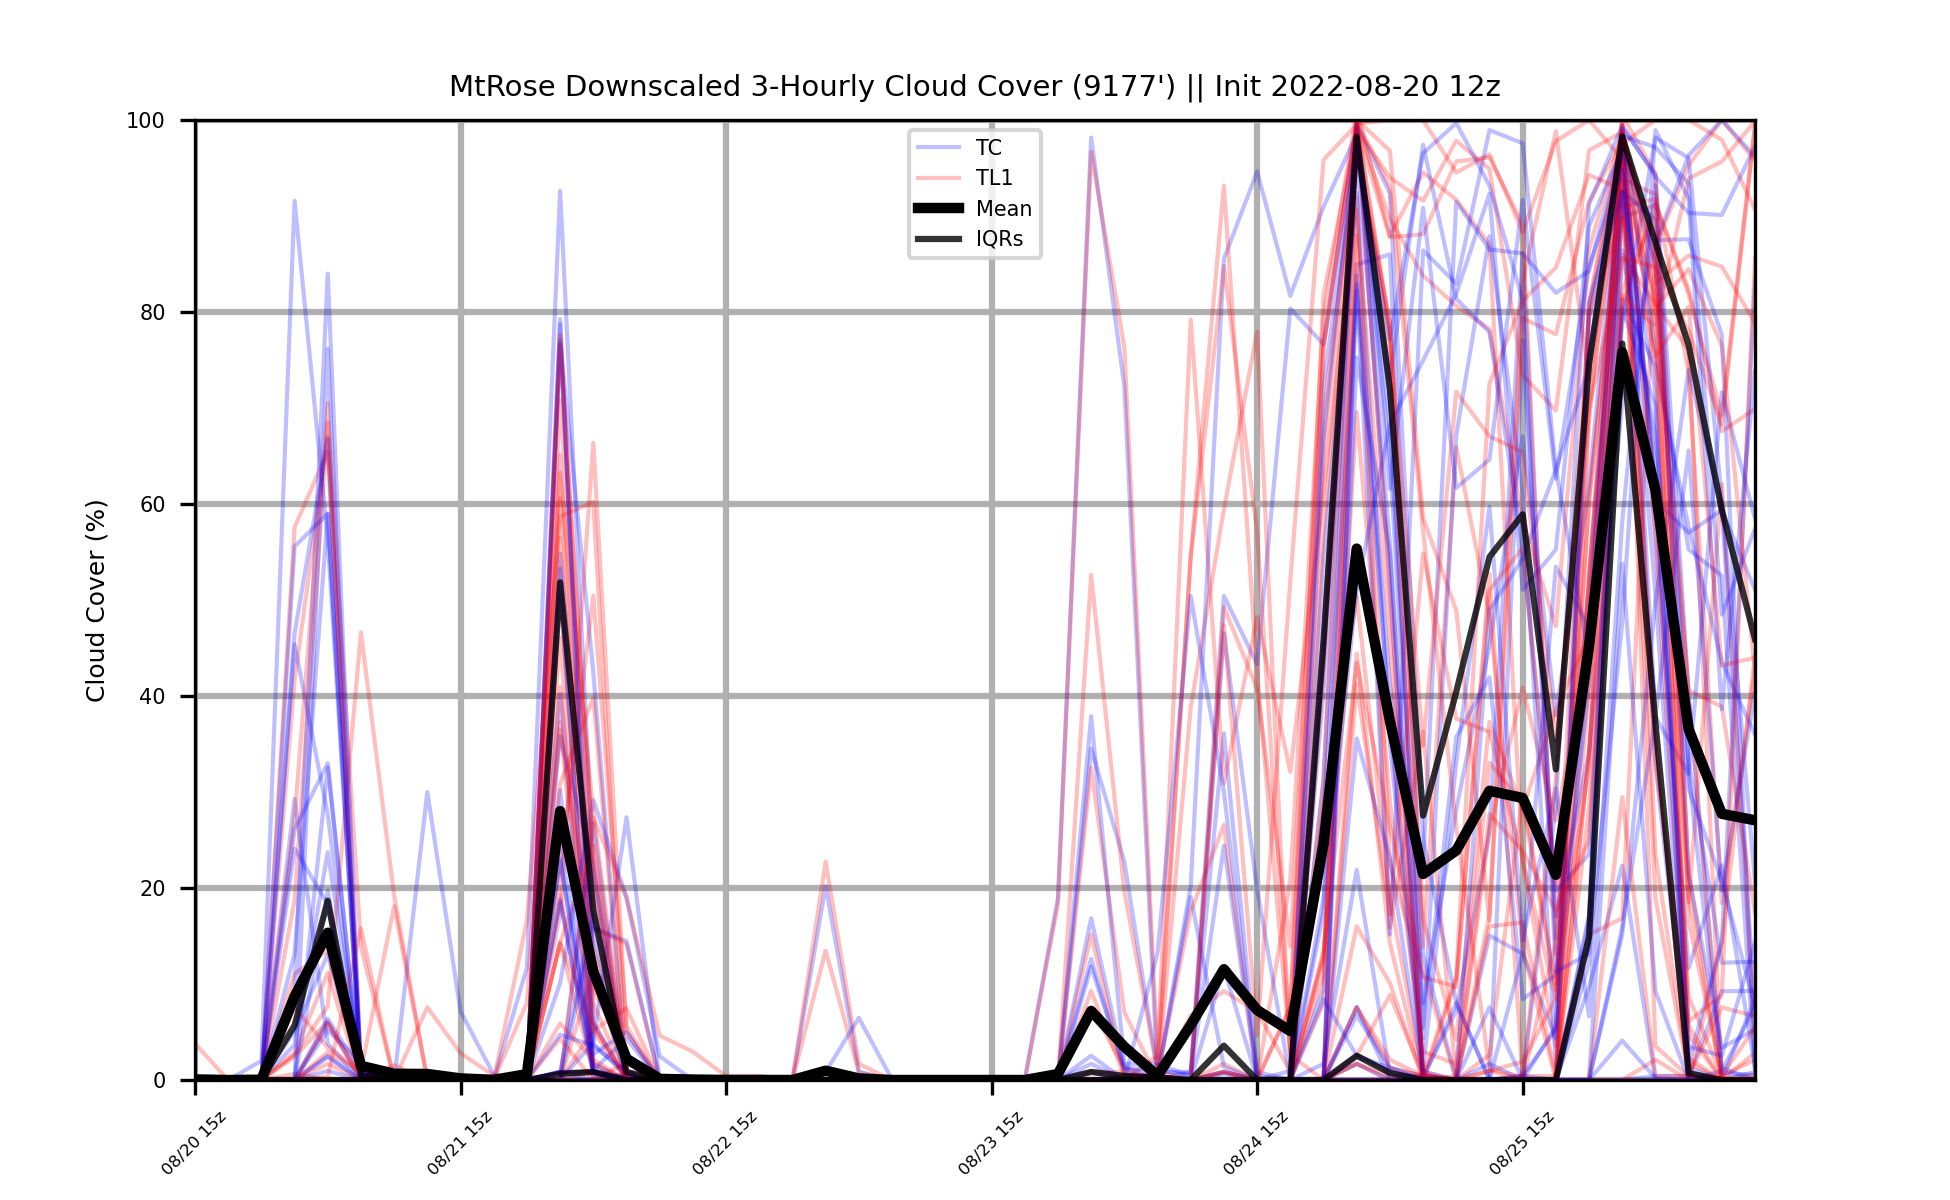 MtRose Downscaled 3-Hourly Cloud Cover (9177') || Init 2022-08-20 12z
TC
TL1
Mean
IQRs
Cloud Cover (%)
100
80
60
40
20
0
08/20 15z
08/21 15z
08/22 15z
08/23 15z
08/24 15z
08/25 15z